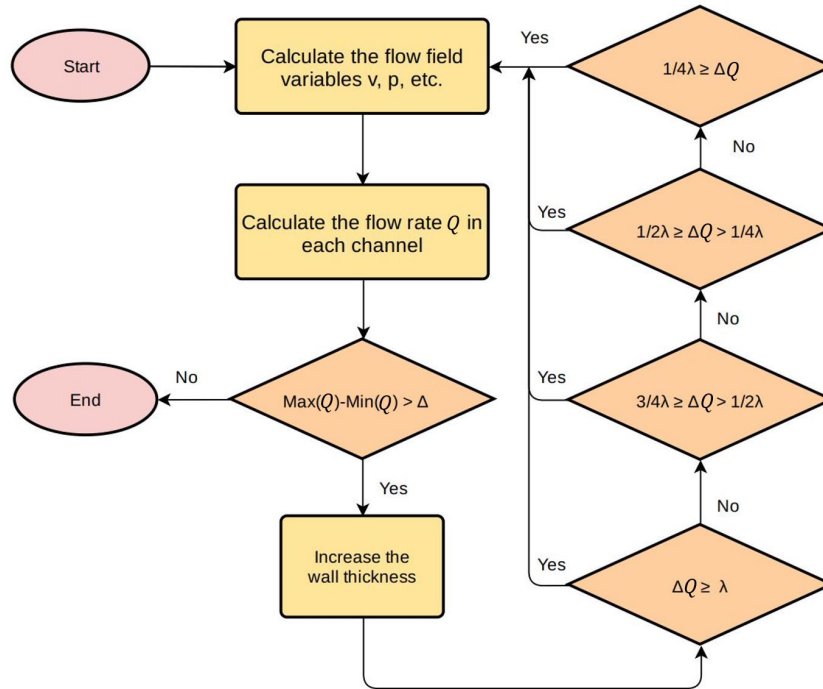 Start
Calculate the flow field
variables v, p, etc.
Calculate the flow rate Q in
each channel
Max(Q)-Min(Q) > Δ
No
End
Yes
Increase the
wall thickness
ΔQ ≥ λ
Yes
No
3/4λ ≥ ΔQ > 1/2λ
Yes
No
1/2λ ≥ ΔQ > 1/4λ
Yes
No
1/4λ ≥ ΔQ
Yes